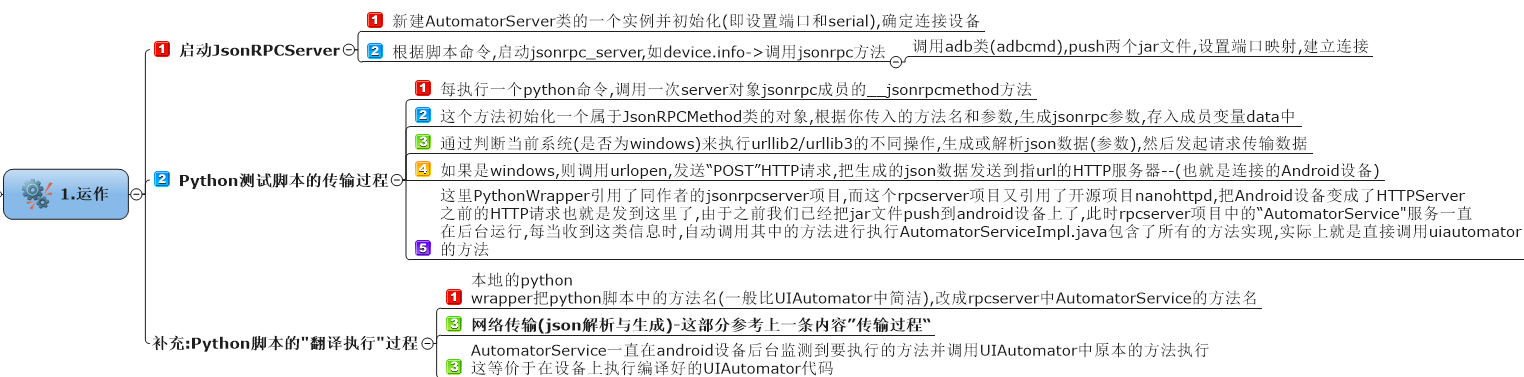 1 新建AutomatorServer类的一个实例并初始化(即设置端口和serial),确定连接设备
1 启动JsonRPCServer
2 根据脚本命令,启动jsonrpc_server,如device.info->调用jsonrpc方法
调用adb类(adbcmd),push两个jar文件,设置端口映射,建立连接
1 每执行一个python命令,调用一次server对象jsonrpc成员的__jsonrpcmethod方法
2 这个方法初始化一个属于JsonRPCMethod类的对象,根据你传入的方法名和参数,生成jsonrpc参数,存入成员变量data中
3 通过判断当前系统(是否为windows)来执行urllib2/urllib3的不同操作,生成或解析json数据(参数),然后发起请求传输数据
1.运作
2 Python测试脚本的传输过程
4 如果是windows,则调用urlopen,发送“POST”HTTP请求,把生成的json数据发送到指url的HTTP服务器--(也就是连接的Android设备)
这里PythonWrapper引用了同作者的jsonrpcserver项目,而这个rpcserver项目又引用了开源项目nanohttpd,把Android设备变成了HTTPServer
之前的HTTP请求也就是发到这里了,由于之前我们已经把jar文件push到android设备上了,此时rpcserver项目中的“AutomatorService"服务一直
在后台运行,每当收到这类信息时,自动调用其中的方法进行执行AutomatorServiceImpl.java包含了所有的方法实现,实际上就是直接调用uiautomator
5 的方法
本地的python
1 wrapper把python脚本中的方法名(一般比UIAutomator中简洁),改成rpcserver中AutomatorService的方法名
3 网络传输(json解析与生成)-这部分参考上一条内容”传输过程“
补充:Python脚本的"翻译执行"过程
AutomatorService一直在android设备后台监测到要执行的方法并调用UIAutomator中原本的方法执行
3 这等价于在设备上执行编译好的UIAutomator代码